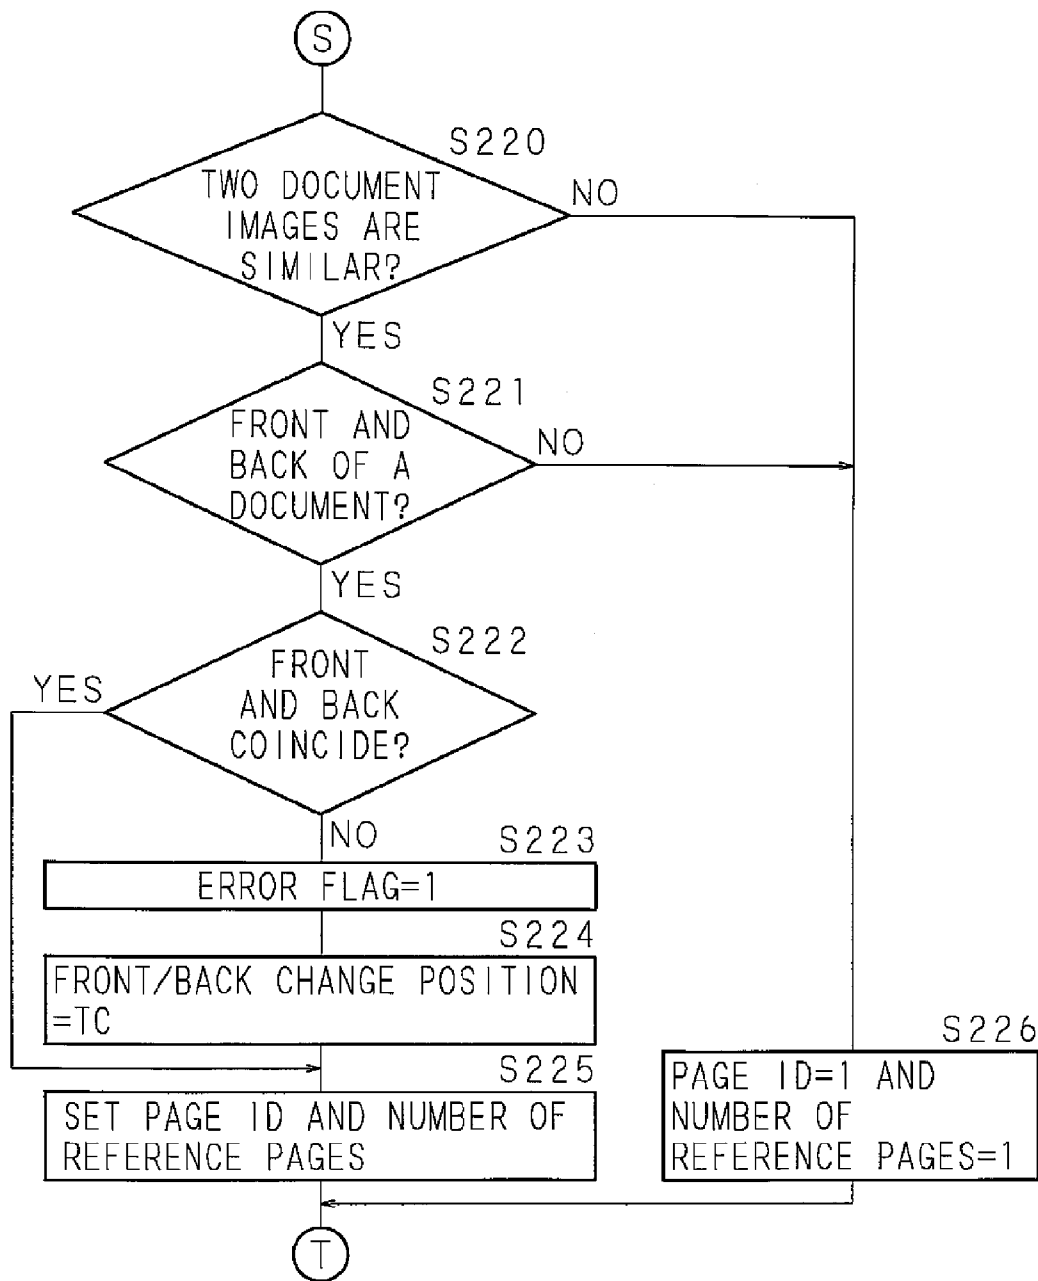 S
S220
TWO DOCUMENT
IMAGES ARE
SIMILAR?
NO
YES
S221
FRONT AND
BACK OF A
DOCUMENT?
NO
YES
S222
FRONT
AND BACK
COINCIDE?
YES
NO
S223
ERROR FLAG=1
S224
FRONT/BACK CHANGE POSITION
=TC
S225
SET PAGE ID AND NUMBER OF
REFERENCE PAGES
S226
PAGE ID=1 AND
NUMBER OF
REFERENCE PAGES=1
T